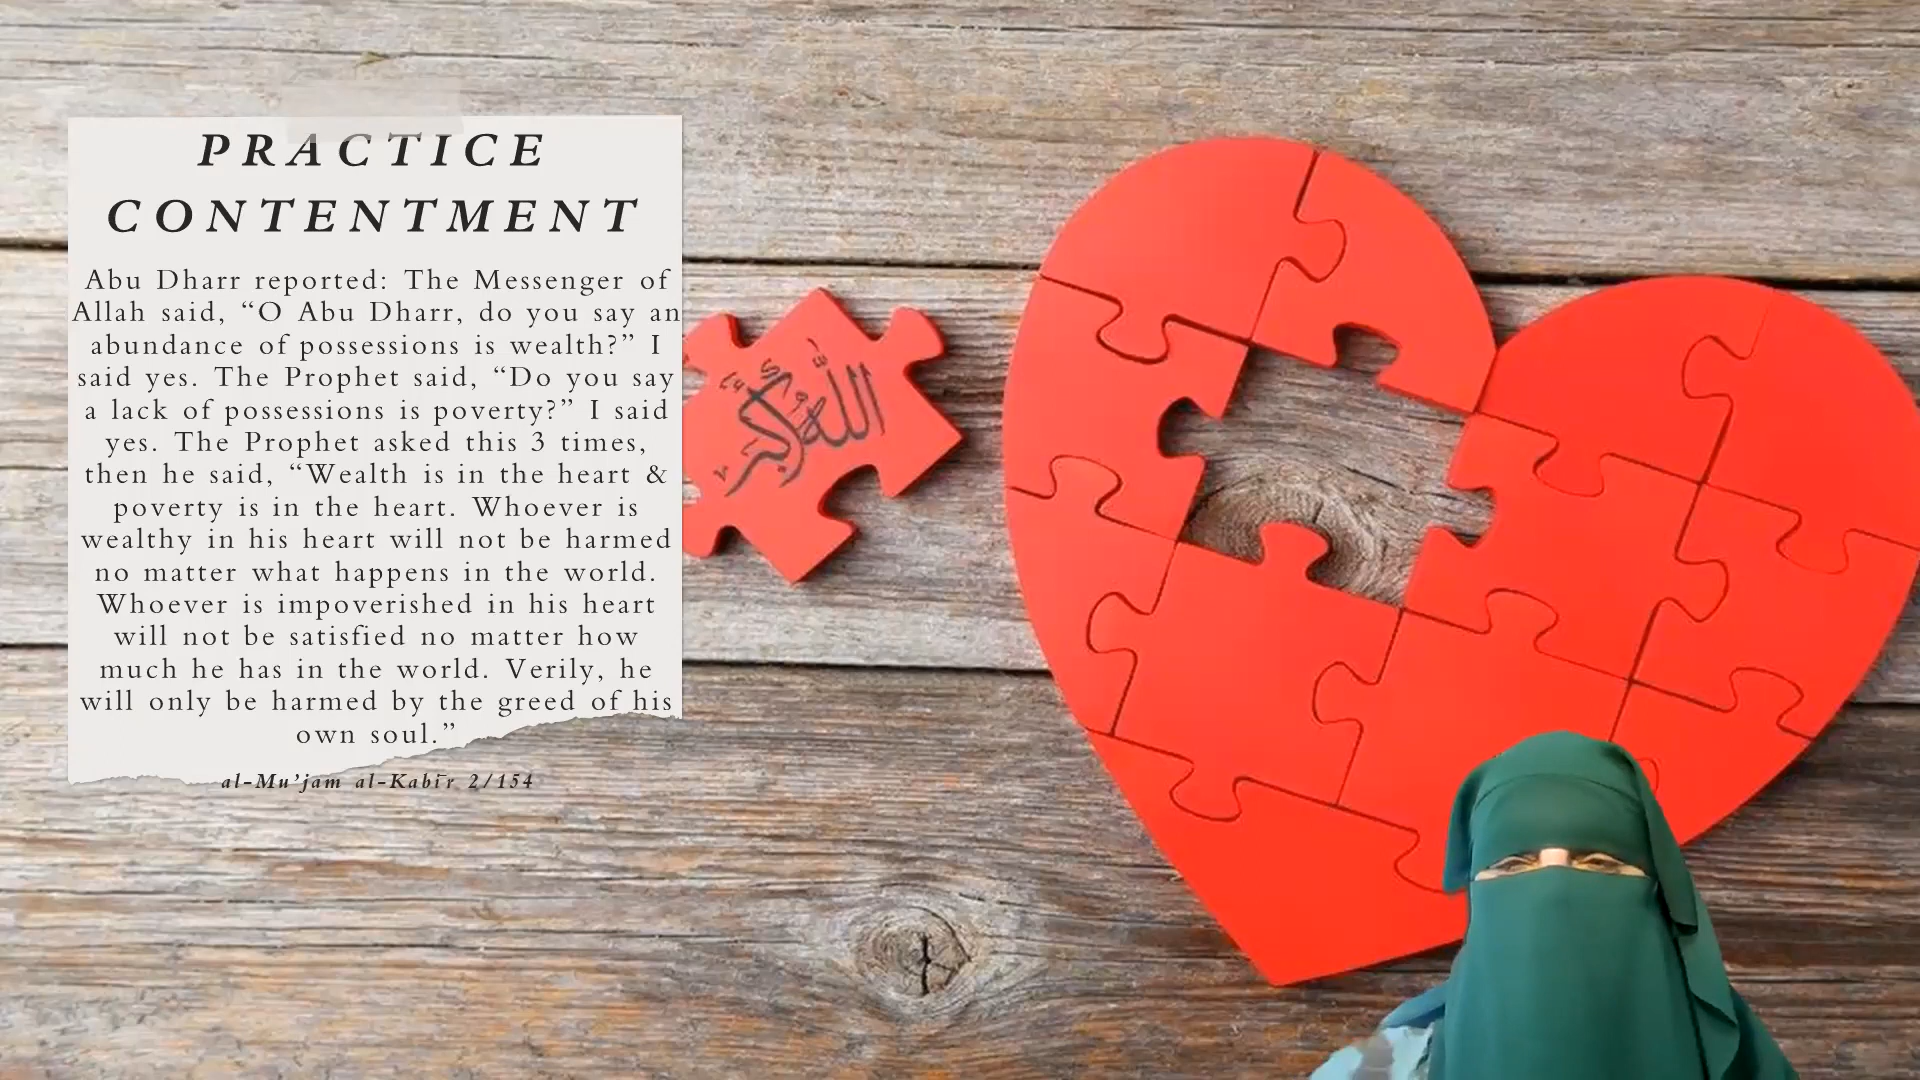 PRACTICE
CONTENTMENT
Abu Dharr reported: The Messenger of
Allah said, “O Abu Dharr, do you say an
abundance of possessions is wealth?” I
said yes. The Prophet said, “Do you say
a lack of possessions is poverty?” I said
yes. The Prophet asked this 3 times,
then he said, “Wealth is in the heart &
poverty is in the heart. Whoever is
wealthy in his heart will not be harmed
no matter what happens in the world.
Whoever is impoverished in his heart
will not be satisfied no matter how
much he has in the world. Verily, he
will only be harmed by the greed of his
own soul.”
al-Mu’jam al-Kabīr 2/154
الله أكبر